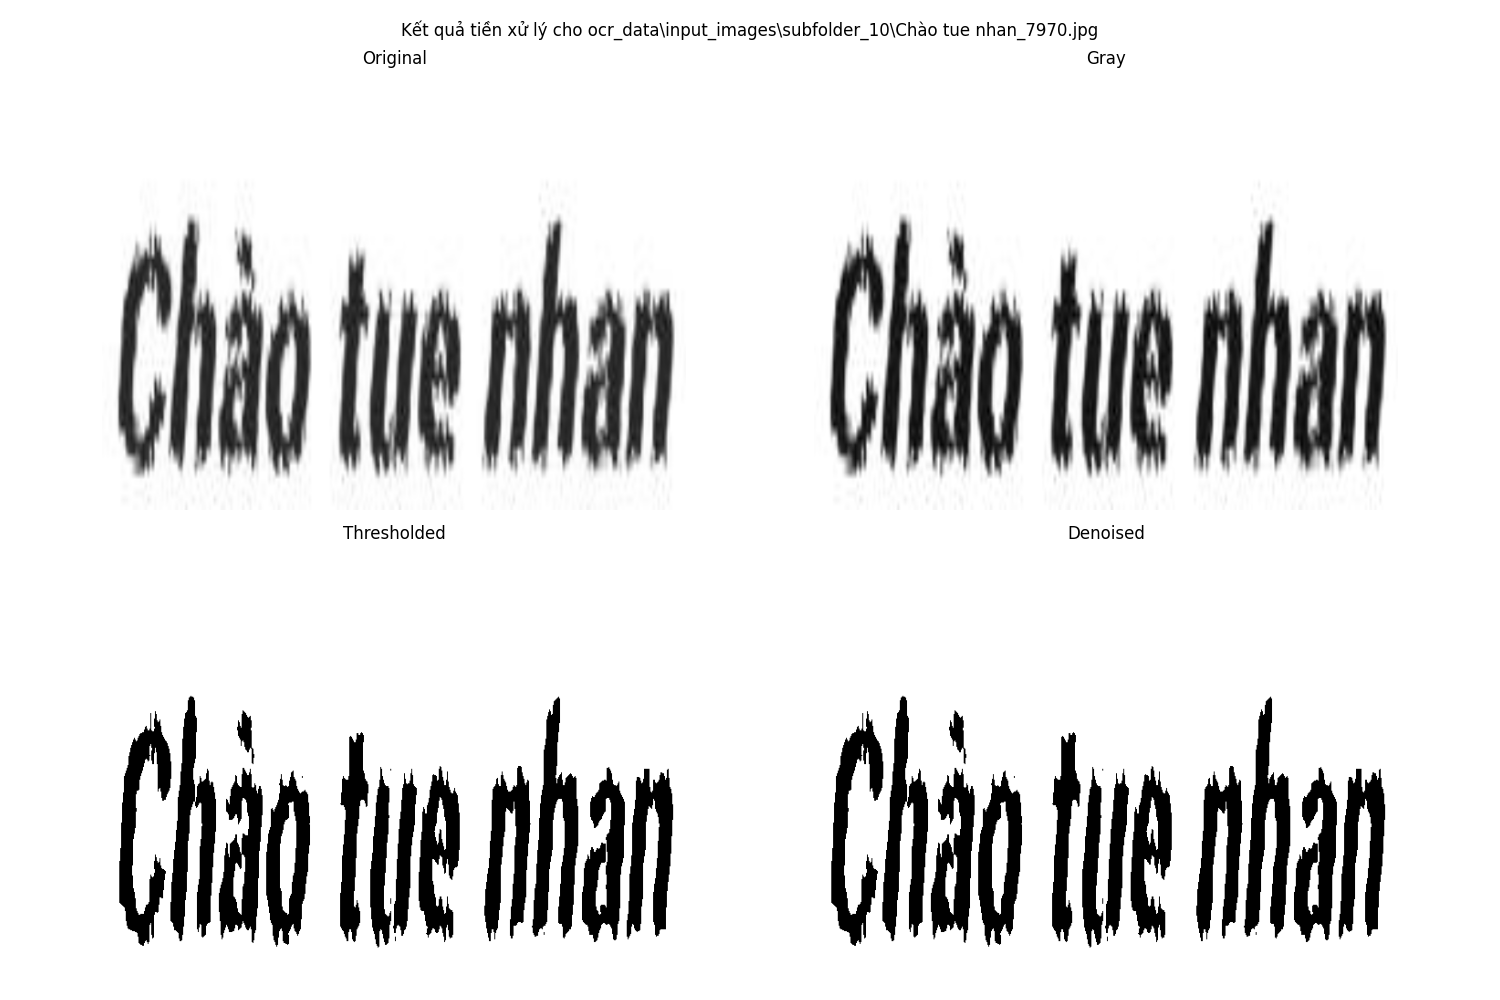 Kết quả tiền xử lý cho ocr_data\input_images\subfolder_10\Chào tue nhan_7970.jpg
Original
Gray
Chào tue nhan
Chào tue nhan
Thresholded
Denoised
Chào tue nhan
Chào tue nhan